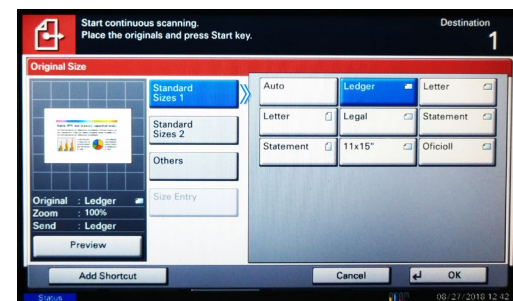 Start continuous scanning.
Place the originals and press Start key.
Destination
1
Original Size
Standard
Sizes 1
Standard
Sizes 2
Others
Size Entry
Auto
Ledger
Letter
Letter
Legal
Statement
Statement
11x15"
OficioII
Original : Ledger
Zoom : 100%
Send : Ledger
Preview
Add Shortcut
Cancel
OK
Status
08/27/2018 12:42